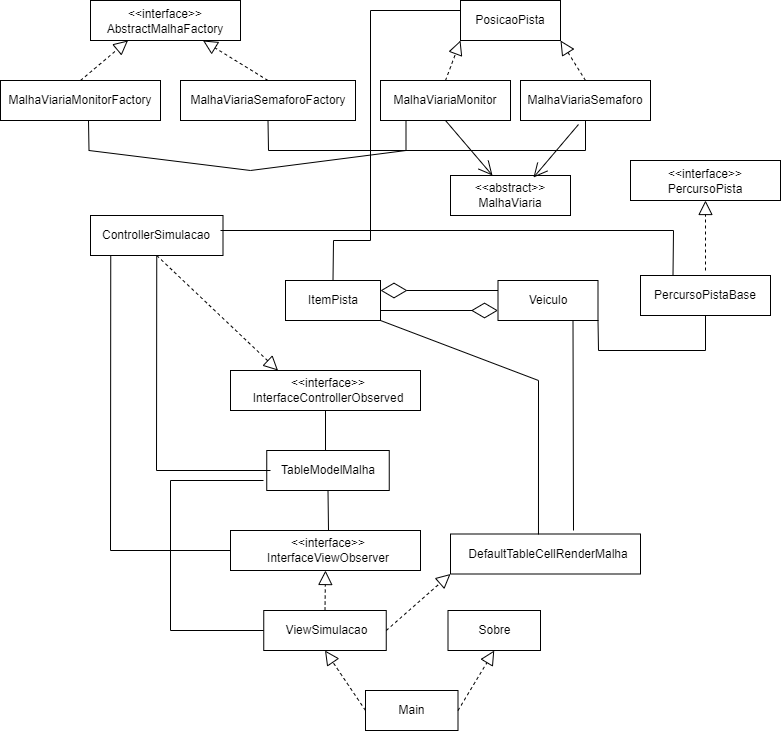 <<interface>>
AbstractMalhaFactory
PosicaoPista
MalhaViariaMonitorFactory
MalhaViariaSemaforoFactory
MalhaViariaMonitor
MalhaViariaSemaforo
<<abstract>>
MalhaViaria
<<interface>>
PercursoPista
ControllerSimulacao
ItemPista
Veiculo
PercursoPistaBase
<<interface>>
InterfaceControllerObserved
TableModelMalha
<<interface>>
InterfaceViewObserver
DefaultTableCellRenderMalha
ViewSimulacao
Sobre
Main